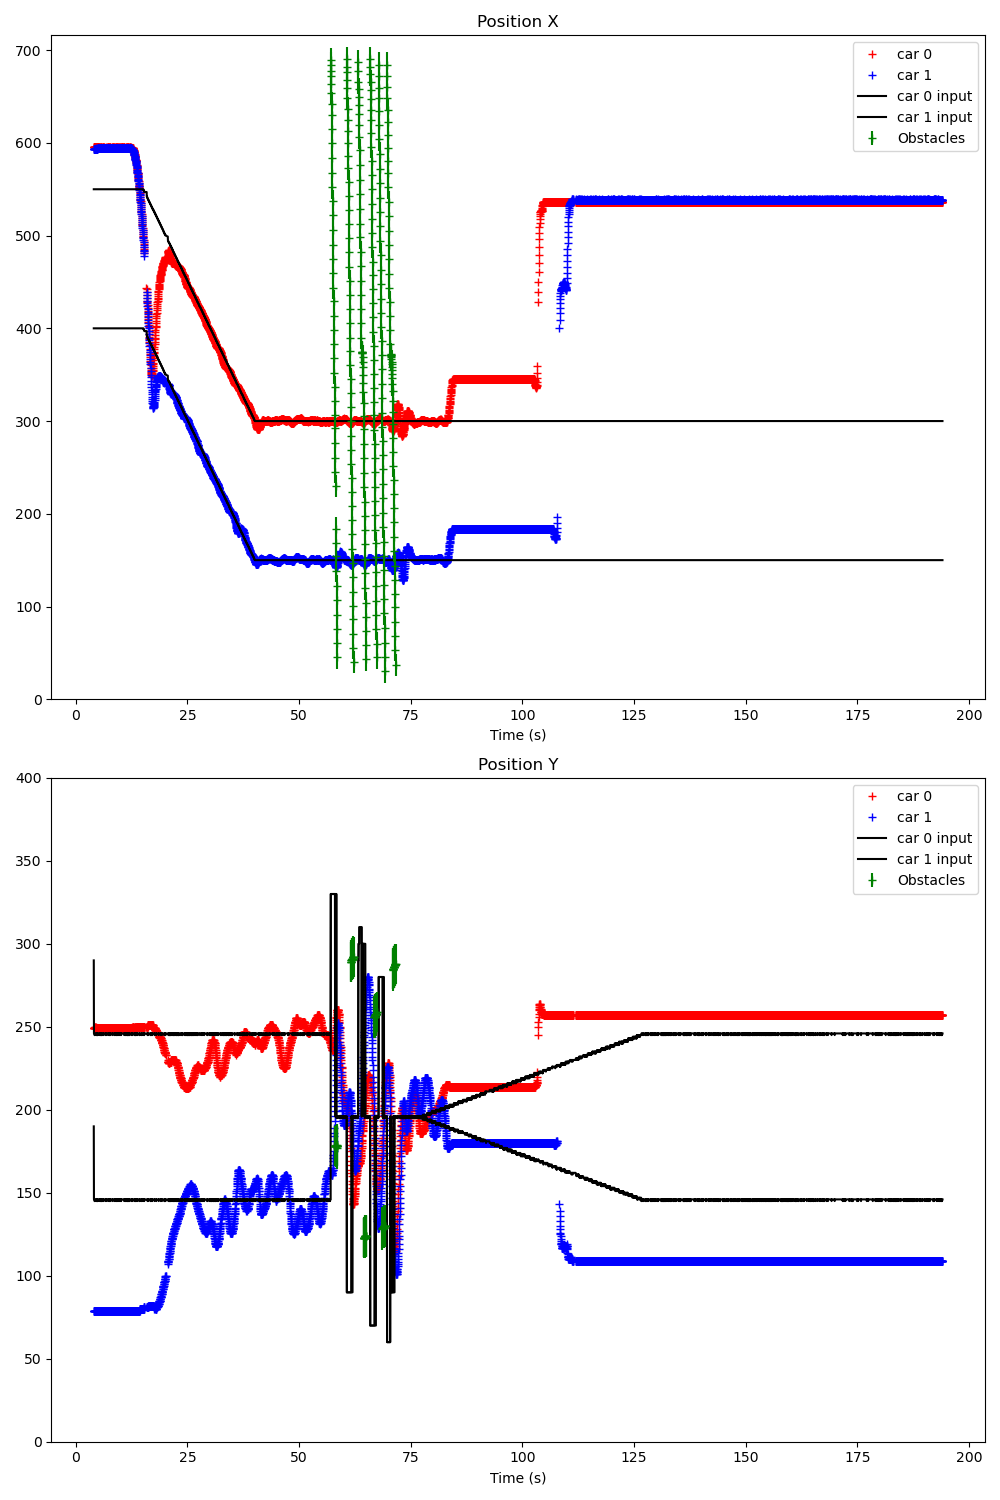 Position X
700
600
500
400
300
200
100
0
car 0
car 1
car 0 input
car 1 input
Obstacles
0 25 50 75 100 125 150 175 200
Time (s)
Position Y
400
350
300
250
200
150
100
50
0
car 0
car 1
car 0 input
car 1 input
Obstacles
0 25 50 75 100 125 150 175 200
Time (s)